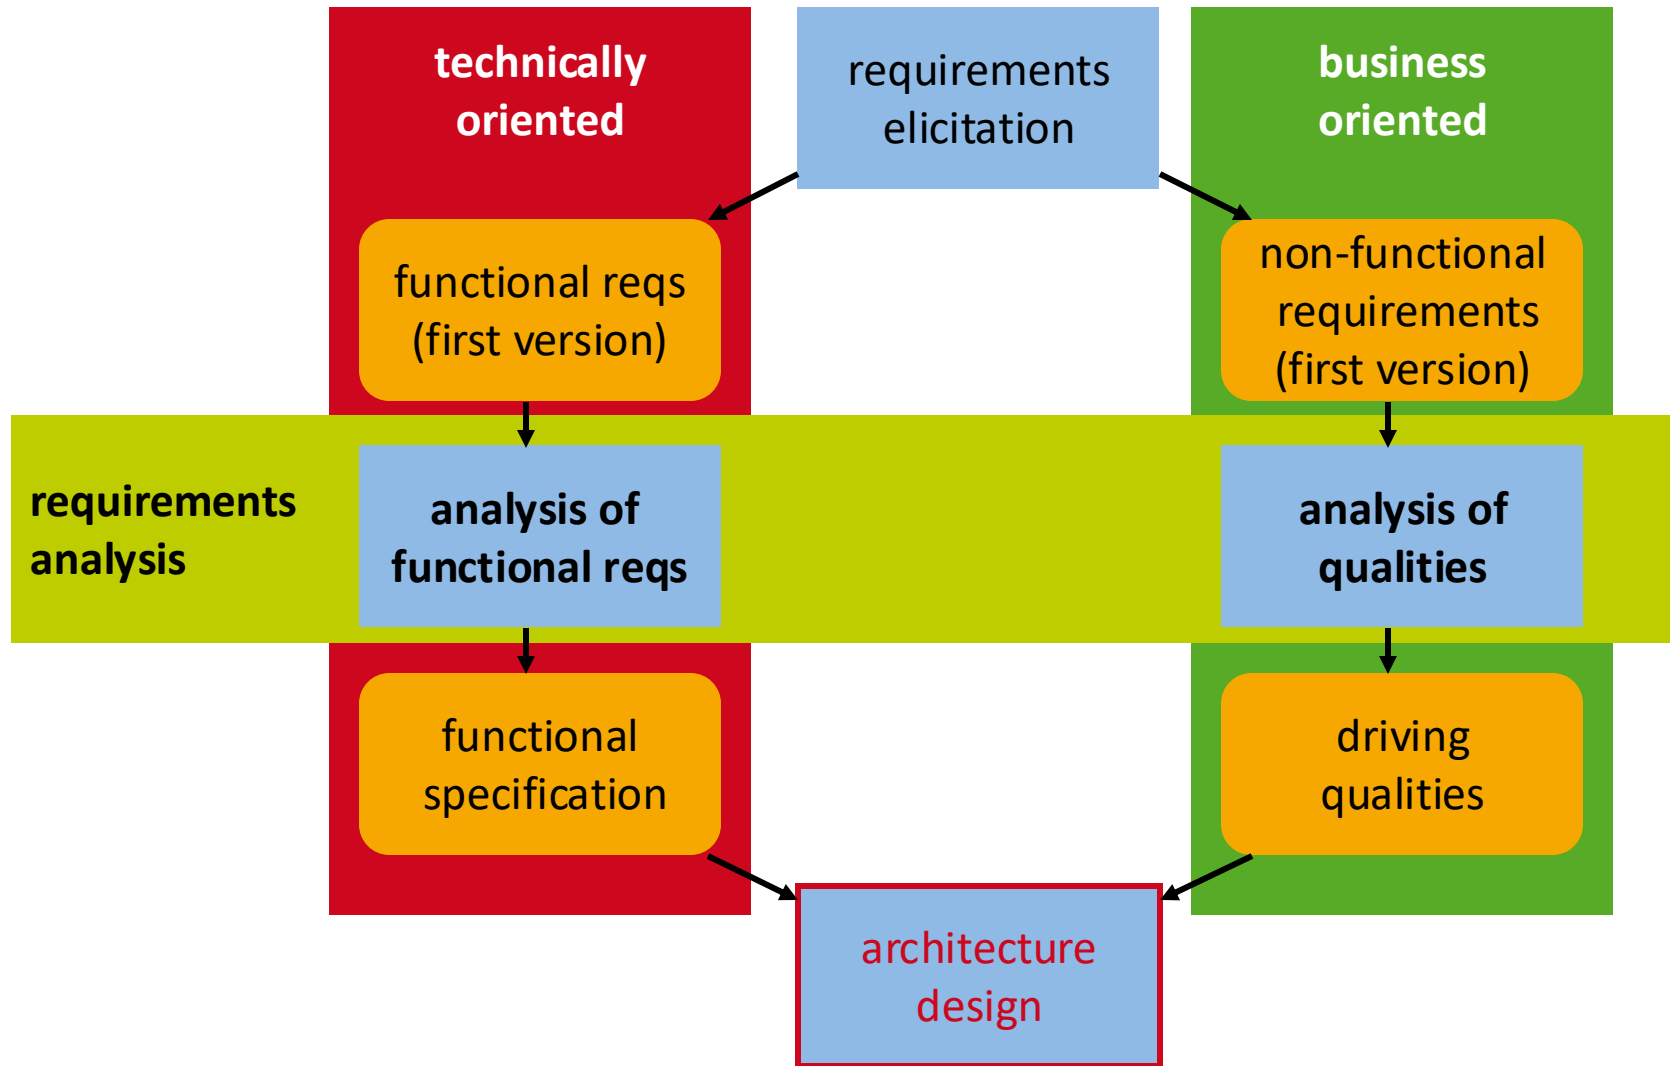 technically
oriented
requirements
elicitation
business
oriented
functional reqs
(first version)
non-functional
requirements
(first version)
requirements
analysis
analysis of
functional reqs
analysis of
qualities
functional
specification
driving
qualities
architecture
design